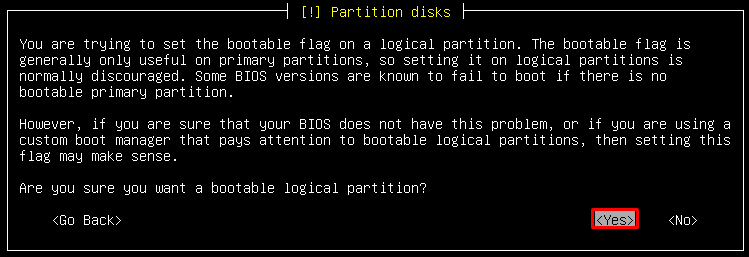 [!] Partition disks
You are trying to set the bootable flag on a logical partition. The bootable flag is
generally only useful on primary partitions, so setting it on logical partitions is
normally discouraged. Some BIOS versions are known to fail to boot if there is no
bootable primary partition.
However, if you are sure that your BIOS does not have this problem, or if you are using a
custom boot manager that pays attention to bootable logical partitions, then setting this
flag may make sense.
Are you sure you want a bootable logical partition?
<Go Back> <Yes> <No>